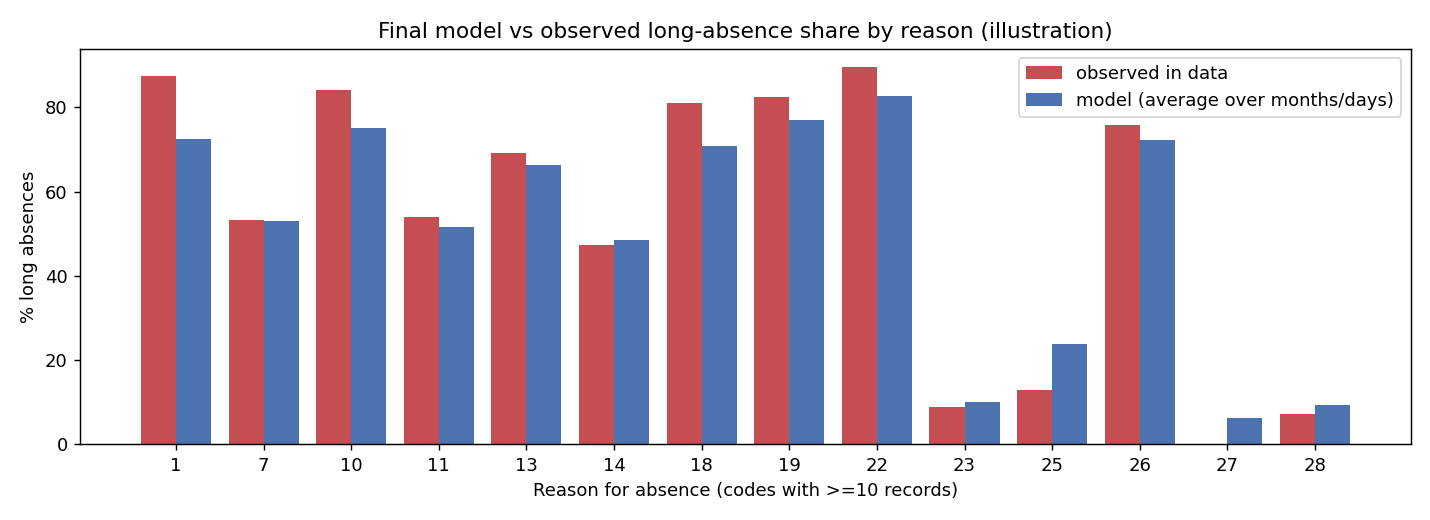 Final model vs observed long-absence share by reason (illustration)
observed in data
model (average over months/days)
% long absences
80
60
40
20
0
1 7 10 11 13 14 18 19 22 23 25 26 27 28
Reason for absence (codes with >=10 records)